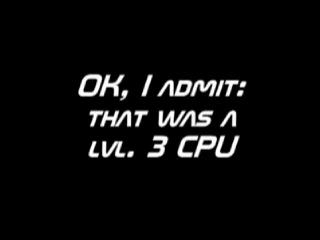 OK, I ADMIT:
THAT WAS A
LVL. 3 CPU